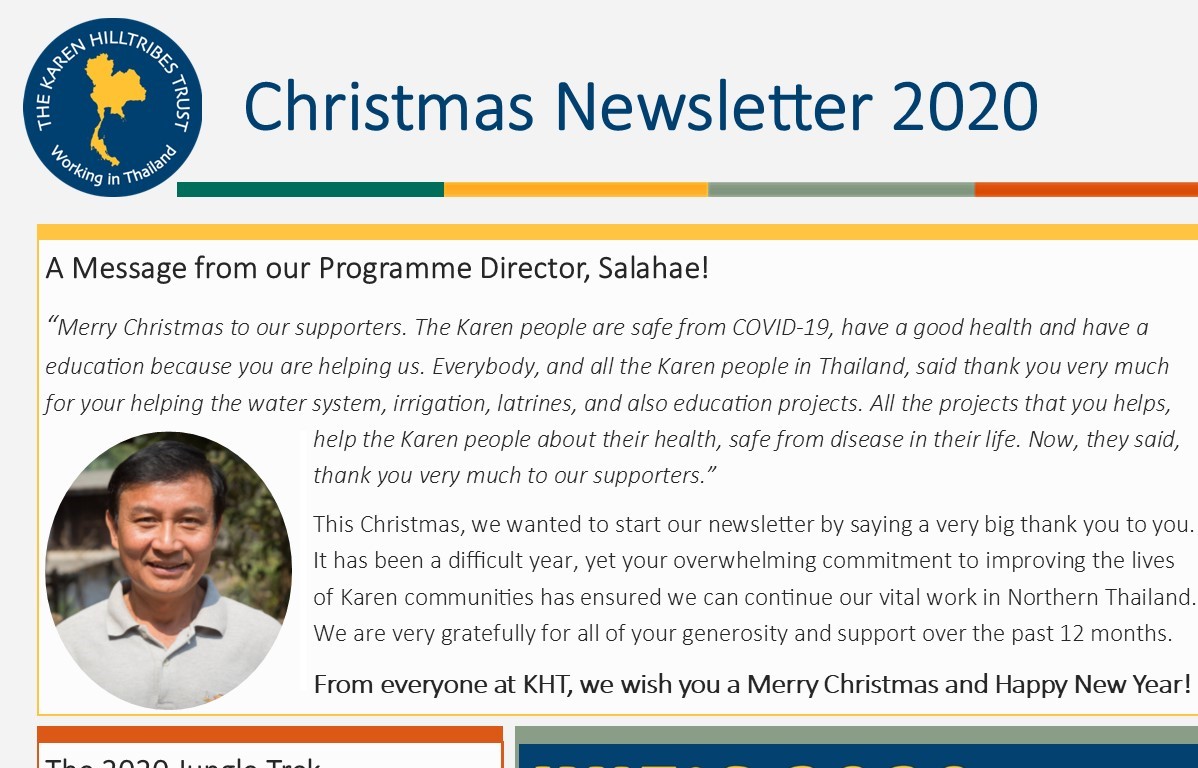 THE KAREN HILLTRIBES TRUST
Working in Thailand
Christmas Newsletter 2020
A Message from our Programme Director, Salahae!
“Merry Christmas to our supporters. The Karen people are safe from COVID-19, have a good health and have a
education because you are helping us. Everybody, and all the Karen people in Thailand, said thank you very much
for your helping the water system, irrigation, latrines, and also education projects. All the projects that you helps,
help the Karen people about their health, safe from disease in their life. Now, they said,
thank you very much to our supporters.”
This Christmas, we wanted to start our newsletter by saying a very big thank you to you.
It has been a difficult year, yet your overwhelming commitment to improving the lives
of Karen communities has ensured we can continue our vital work in Northern Thailand.
We are very gratefully for all of your generosity and support over the past 12 months.
From everyone at KHT, we wish you a Merry Christmas and Happy New Year!
The 2020 Jungle Trek